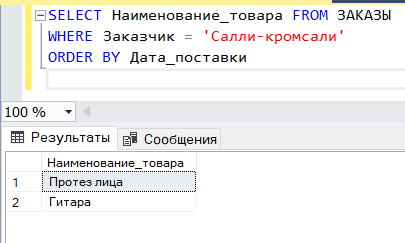 SELECT Наименование_товара FROM ЗАКАЗЫ
WHERE Заказчик = 'Салли-кромсали'
ORDER BY Дата_поставки
100 %
Результаты Сообщения
Наименование_товара
1 Протез лица
2 Гитара